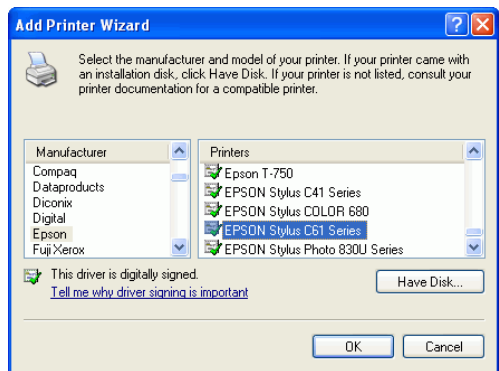 Add Printer Wizard
Select the manufacturer and model of your printer. If your printer came with
an installation disk, click Have Disk. If your printer is not listed, consult your
printer documentation for a compatible printer.
Manufacturer
Compaq
Dataproducts
Diconix
Digital
Epson
Fuji Xerox
Printers
Epson T-750
EPSON Stylus C41 Series
EPSON Stylus COLOR 680
EPSON Stylus C61 Series
EPSON Stylus Photo 830U Series
This driver is digitally signed.
Tell me why driver signing is important
Have Disk...
OK
Cancel